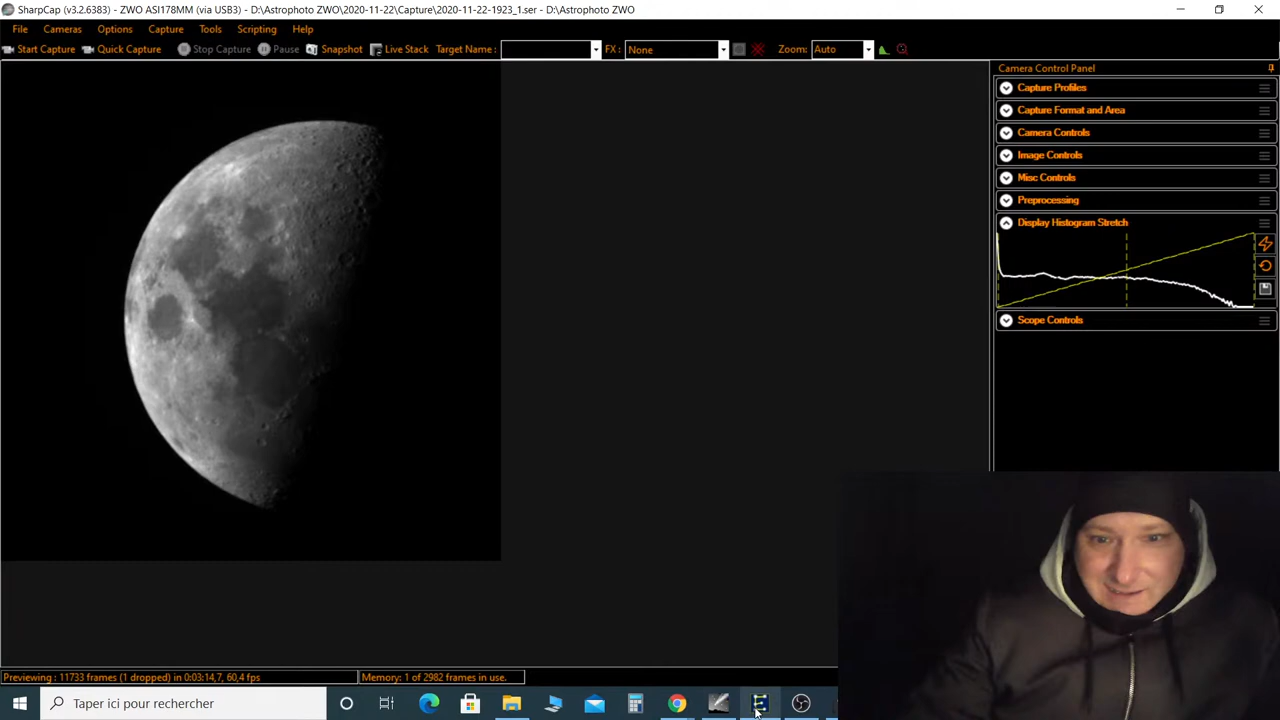 SharpCap (v3.2.6383) - ZWO ASI178MM (via USB3) - D:\Astrophoto ZWO\2020-11-22\Capture\2020-11-22-1923_1.ser - D:\Astrophoto ZWO
File Cameras Options Capture Tools Scripting Help
Start Capture Quick Capture Stop Capture Pause Snapshot Live Stack Target Name : FX : None Zoom: Auto
Camera Control Panel
Capture Profiles
Capture Format and Area
Camera Controls
Image Controls
Misc Controls
Preprocessing
Display Histogram Stretch
Scope Controls
Previewing : 11733 frames (1 dropped) in 0:03:14,7, 60,4 fps Memory: 1 of 2982 frames in use.
Taper ici pour rechercher